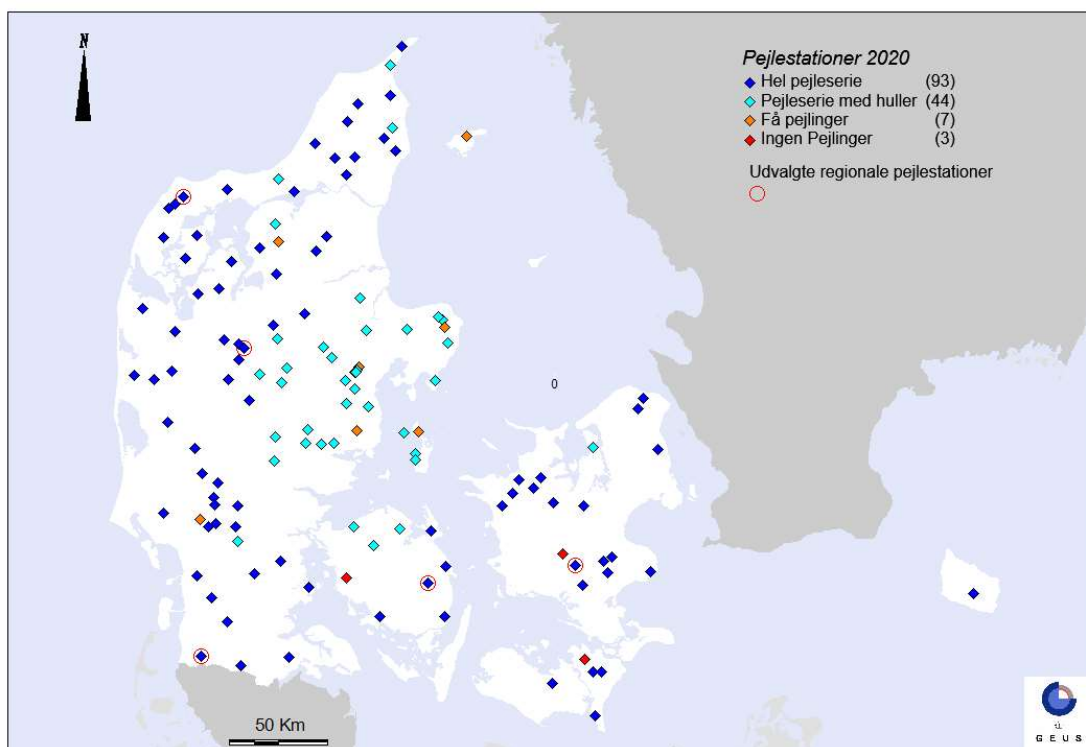 N
Pejlestationer 2020
Hel pejleserie (93)
Pejleserie med huller (44)
Få pejlinger (7)
Ingen Pejlinger (3)
Udvalgte regionale pejlestationer
0
50 Km
G E U S